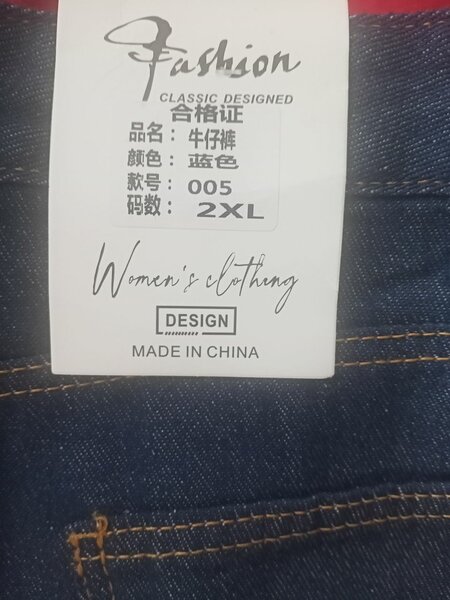 Fashion
CLASSIC DESIGNED
合格证
品名：牛仔裤
颜色：蓝色
款号：005
码数：2XL
Women's clothing
DESIGN
MADE IN CHINA